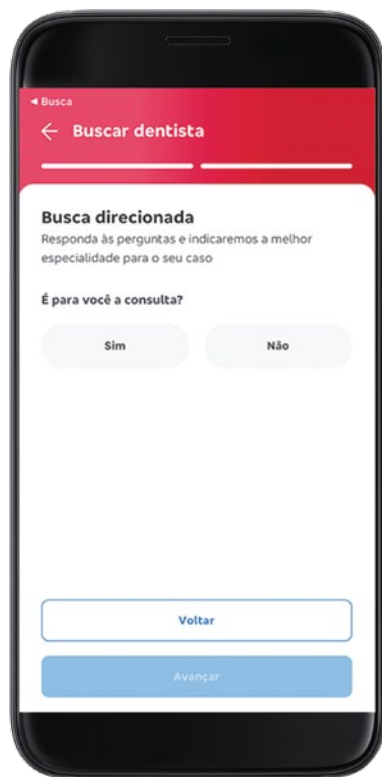 ◄ Busca
← Buscar dentista
Busca direcionada
Responda às perguntas e indicaremos a melhor
especialidade para o seu caso
É para você a consulta?
Sim Não
Voltar
Avançar